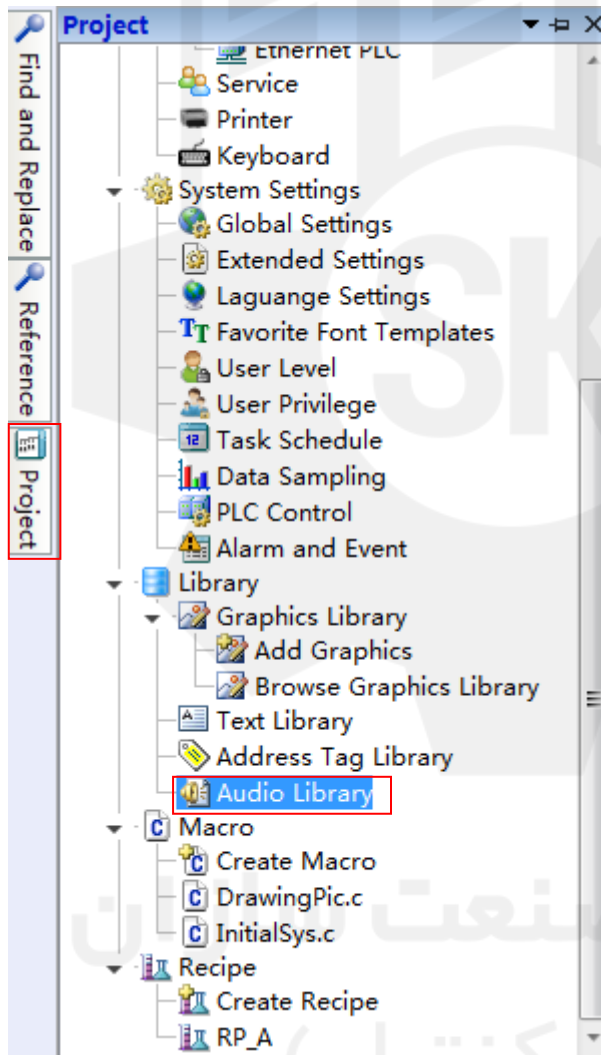 Project
Find and Replace
Reference
Project
Ethernet PLC
Service
Printer
Keyboard
System Settings
Global Settings
Extended Settings
Laguange Settings
Favorite Font Templates
User Level
User Privilege
Task Schedule
Data Sampling
PLC Control
Alarm and Event
Library
Graphics Library
Add Graphics
Browse Graphics Library
Text Library
Address Tag Library
Audio Library
Macro
Create Macro
DrawingPic.c
InitialSys.c
Recipe
Create Recipe
RP_A
SK
صنعت